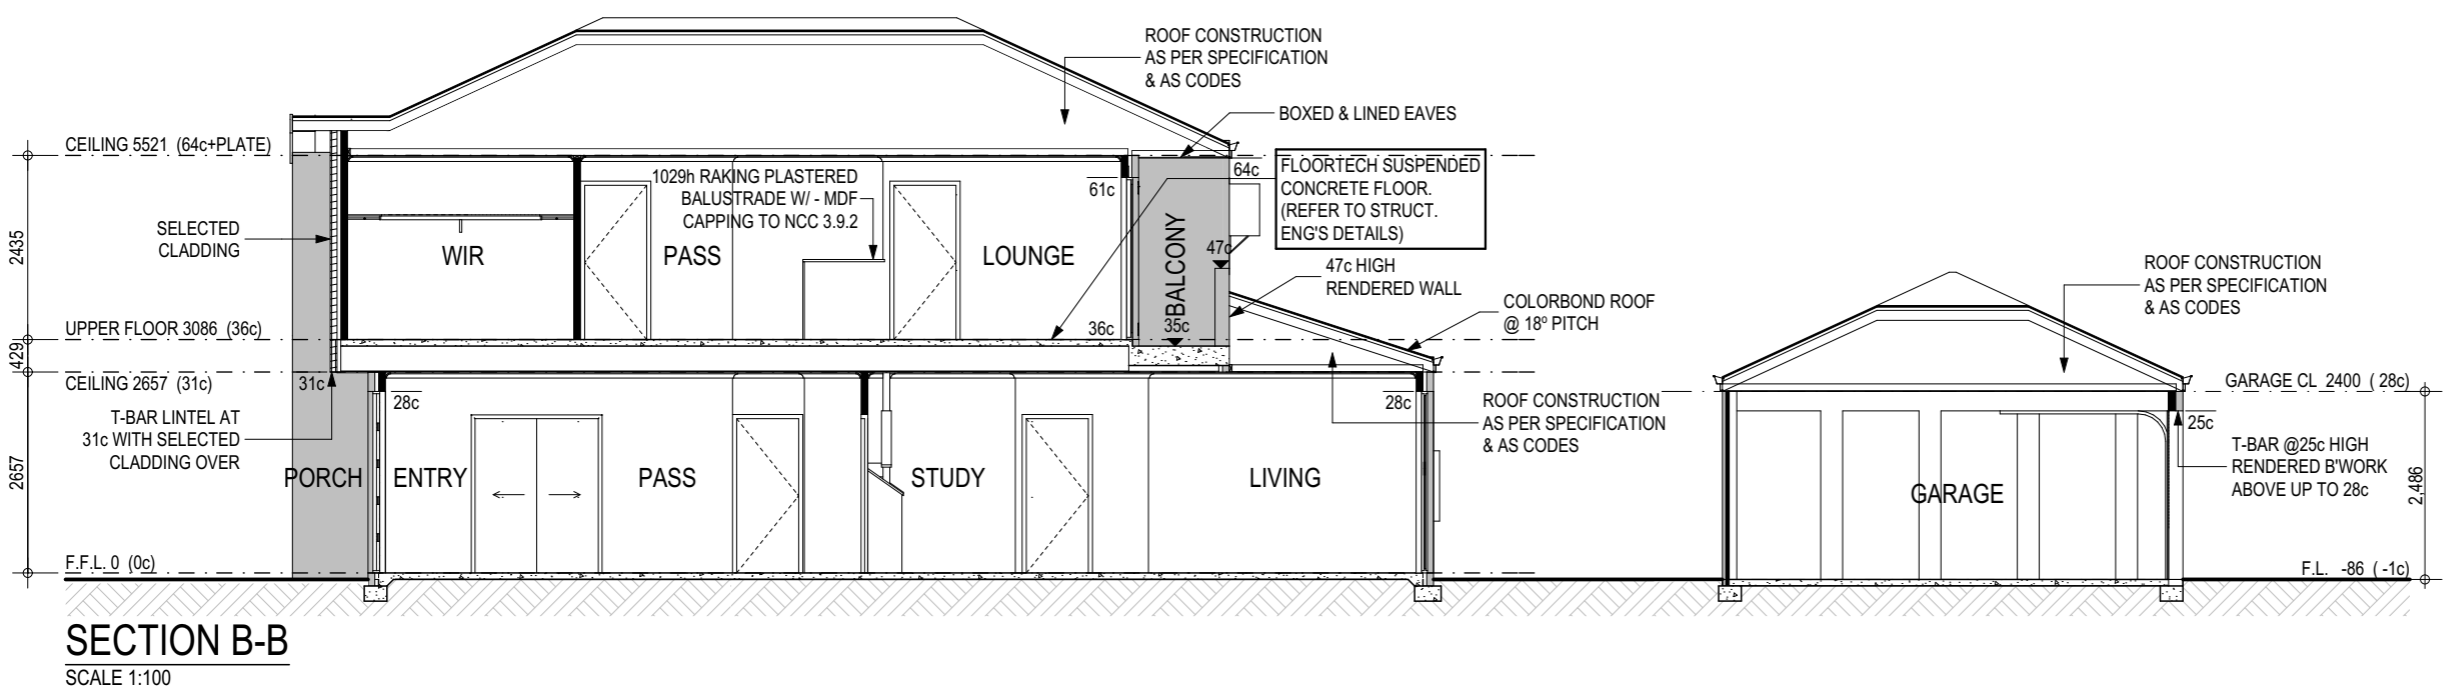 ROOF CONSTRUCTION
AS PER SPECIFICATION
& AS CODES
BOXED & LINED EAVES
CEILING 5521 (64c+PLATE)
1029h RAKING PLASTERED
BALUSTRADE W/ - MDF
CAPPING TO NCC 3.9.2
61c
64c
FLOORTECH SUSPENDED
CONCRETE FLOOR.
(REFER TO STRUCT.
ENG'S DETAILS)
SELECTED
CLADDING
2435
WIR
PASS
LOUNGE
BALCONY
47c
47c HIGH
RENDERED WALL
COLORBOND ROOF
@ 18º PITCH
ROOF CONSTRUCTION
AS PER SPECIFICATION
& AS CODES
UPPER FLOOR 3086 (36c)
36c
35c
429
CEILING 2657 (31c)
31c
28c
28c
T-BAR LINTEL AT
31c WITH SELECTED
CLADDING OVER
ROOF CONSTRUCTION
AS PER SPECIFICATION
& AS CODES
GARAGE CL 2400 ( 28c)
25c
T-BAR @25c HIGH
RENDERED B'WORK
ABOVE UP TO 28c
2657
PORCH
ENTRY
PASS
STUDY
LIVING
GARAGE
2,486
F.F.L. 0 (0c)
F.L. -86 ( -1c)
SECTION B-B
SCALE 1:100